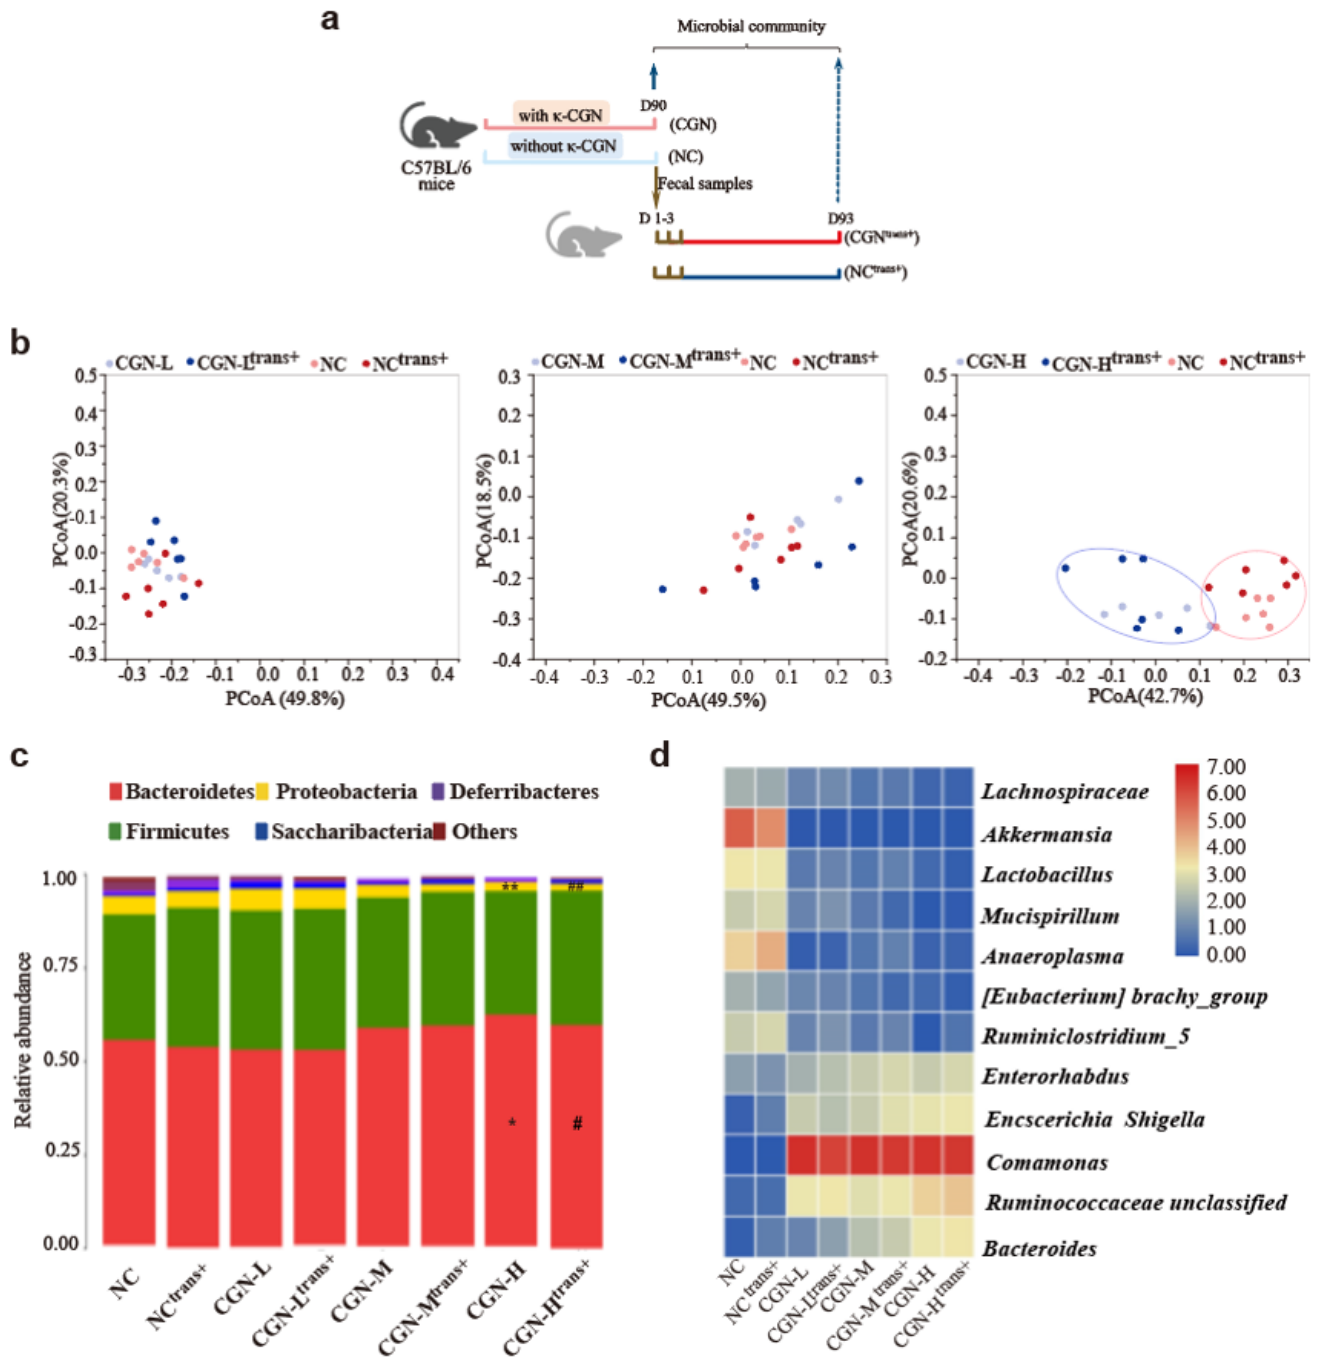 a
Microbial community
D90
with κ-CGN
(CGN)
without κ-CGN
(NC)
C57BL/6
mice
Fecal samples
D 1-3
D93
(CGNtrans+)
(NCtrans+)
b
CGN-L CGN-Ltrans+ NC NCtrans+
0.5
0.4
0.3
0.2
0.1
0.0
-0.1
-0.2
-0.3
PCoA(20.3%)
-0.3 -0.2 -0.1 0.0 0.1 0.2 0.3 0.4
PCoA (49.8%)
CGN-M CGN-Mtrans+ NC NCtrans+
0.3
0.2
0.1
0.0
-0.1
-0.2
-0.3
-0.4
PCoA(18.5%)
-0.4 -0.3 -0.2 -0.1 0.0 0.1 0.2 0.3
PCoA(49.5%)
CGN-H CGN-Htrans+ NC NCtrans+
0.5
0.4
0.3
0.2
0.1
0.0
-0.1
-0.2
PCoA(20.6%)
-0.4 -0.3 -0.2 -0.1 0.0 0.1 0.2 0.3
PCoA(42.7%)
c
Bacteroidetes Proteobacteria Deferribacteres
Firmicutes Saccharibacteria Others
1.00
0.75
0.50
0.25
0.00
Relative abundance
** ##
* #
NC NCtrans+ CGN-L CGN-Ltrans+ CGN-M CGN-Mtrans+ CGN-H CGN-Htrans+
d
Lachnospiraceae
Akkermansia
Lactobacillus
Mucispirillum
Anaeroplasma
[Eubacterium] brachy_group
Ruminiclostridium_5
Enterorhabdus
Encscerichia Shigella
Comamonas
Ruminococcaceae unclassified
Bacteroides
NC NC trans+ CGN-L CGN-Ltrans+ CGN-M CGN-M trans+ CGN-H CGN-H trans+
7.00
6.00
5.00
4.00
3.00
2.00
1.00
0.00